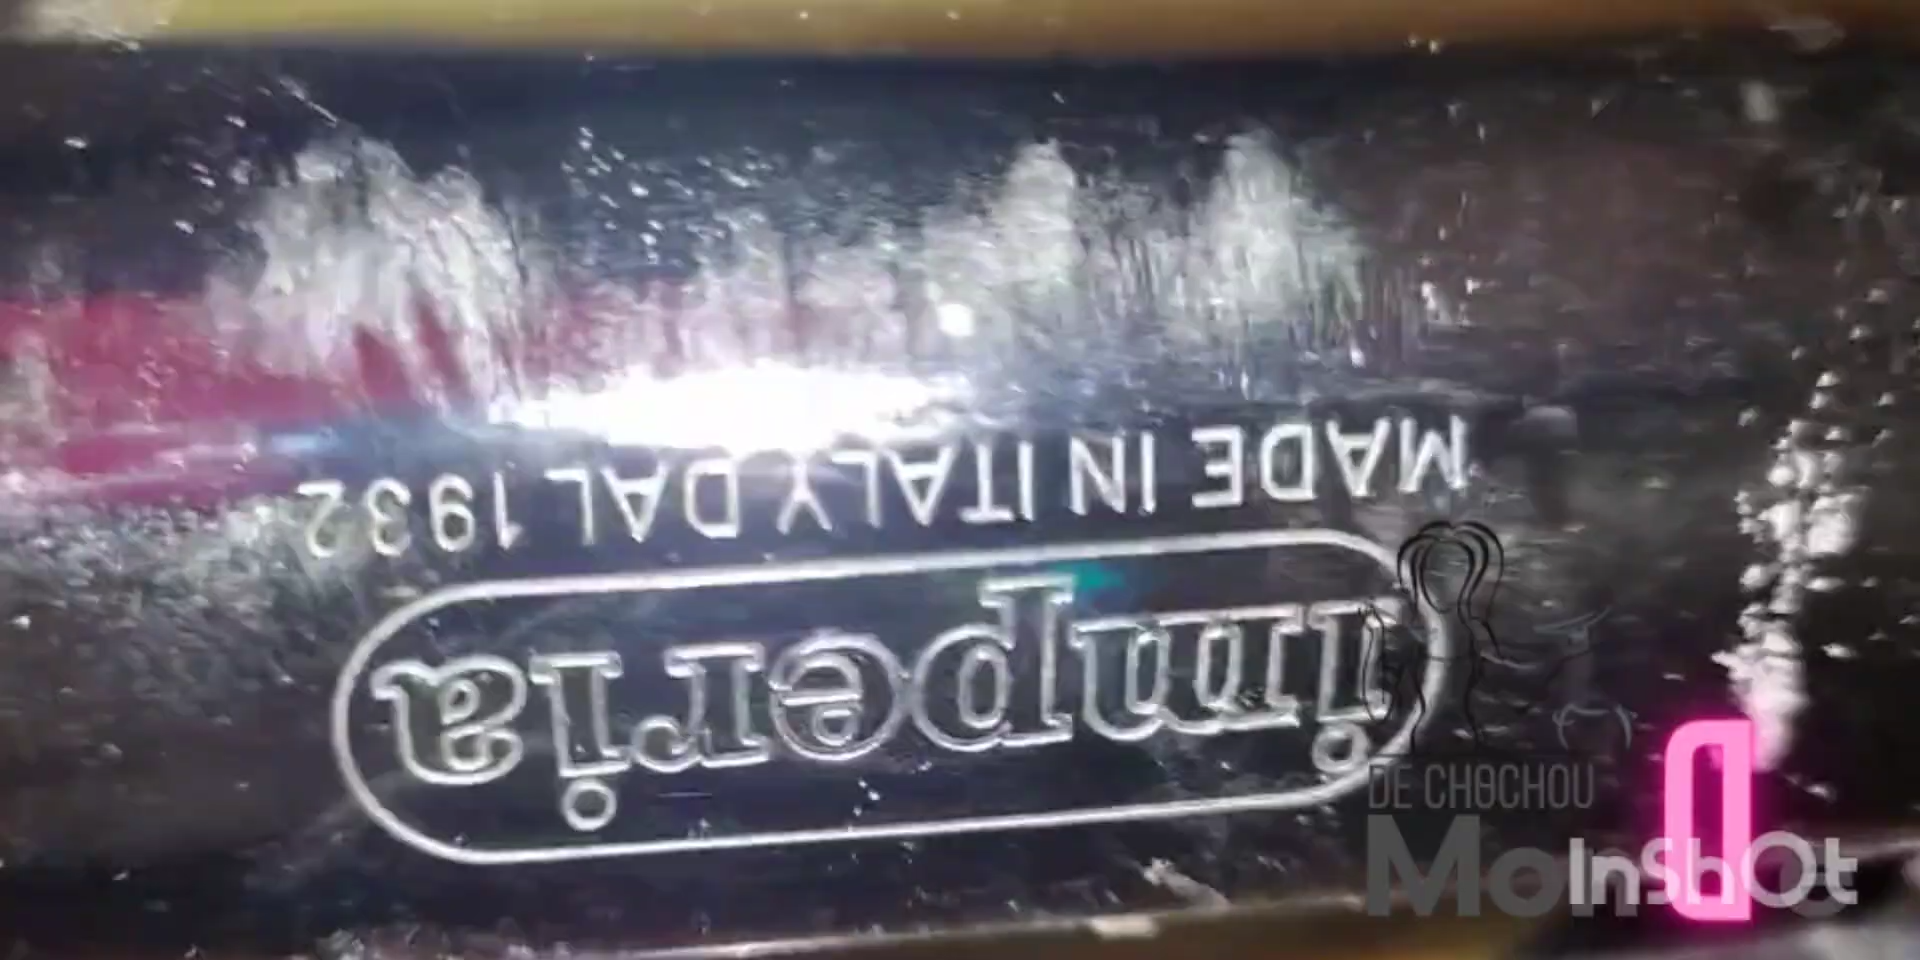 imperia
MADE IN ITALY DAL 1932
DE CHOCHOU
InShOt
D